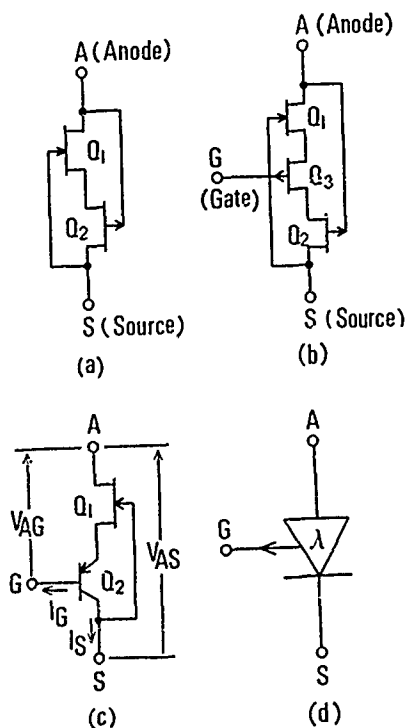 A (Anode)
Q1
Q2
S (Source)
(a)
A (Anode)
Q1
G
(Gate)
Q3
Q2
S (Source)
(b)
A
VAG
Q1
VAS
G
Q2
IG
IS
S
(c)
A
G
λ
S
(d)